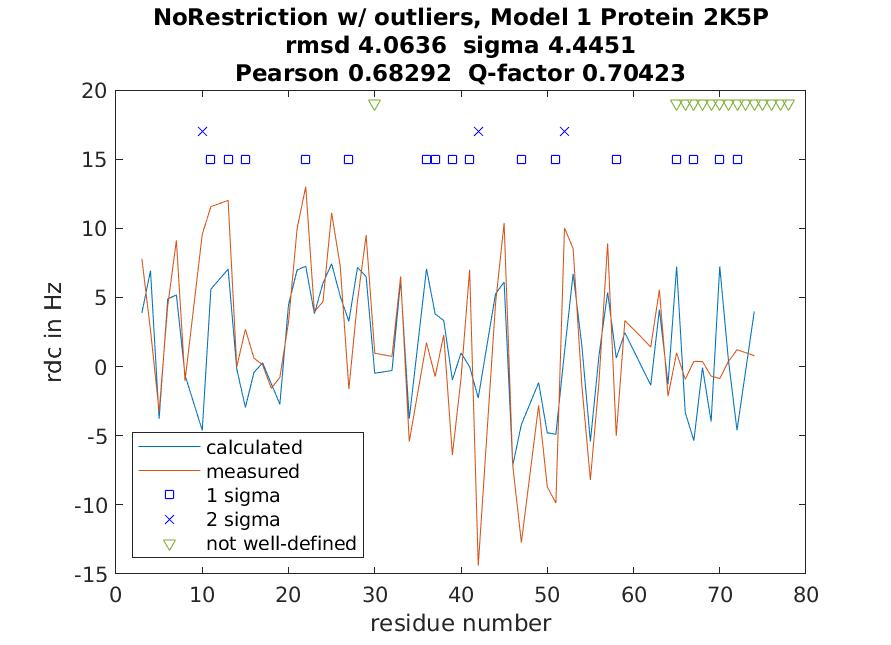 NoRestriction w/ outliers, Model 1 Protein 2K5P
rmsd 4.0636  sigma 4.4451
Pearson 0.68292  Q-factor 0.70423
20
15
10
5
0
-5
-10
-15
rdc in Hz
calculated
measured
1 sigma
2 sigma
not well-defined
0 10 20 30 40 50 60 70 80
residue number